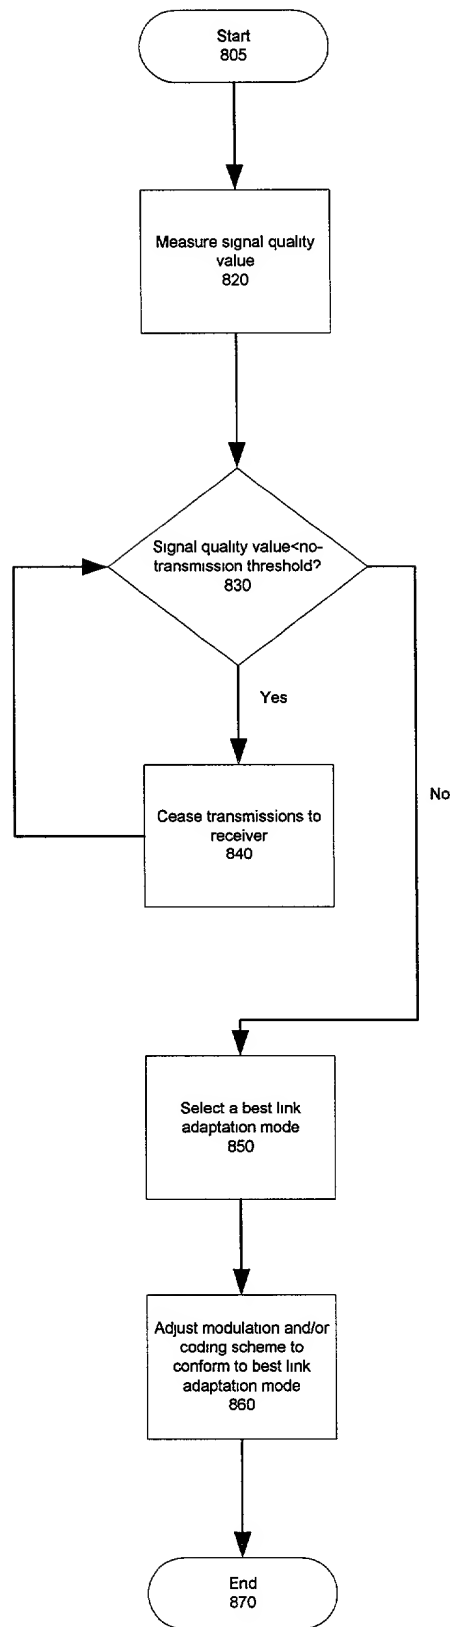 Start
805
Measure signal quality
value
820
Signal quality value<no-
transmission threshold?
830
Yes
No
Cease transmissions to
receiver
840
Select a best link
adaptation mode
850
Adjust modulation and/or
coding scheme to
conform to best link
adaptation mode
860
End
870